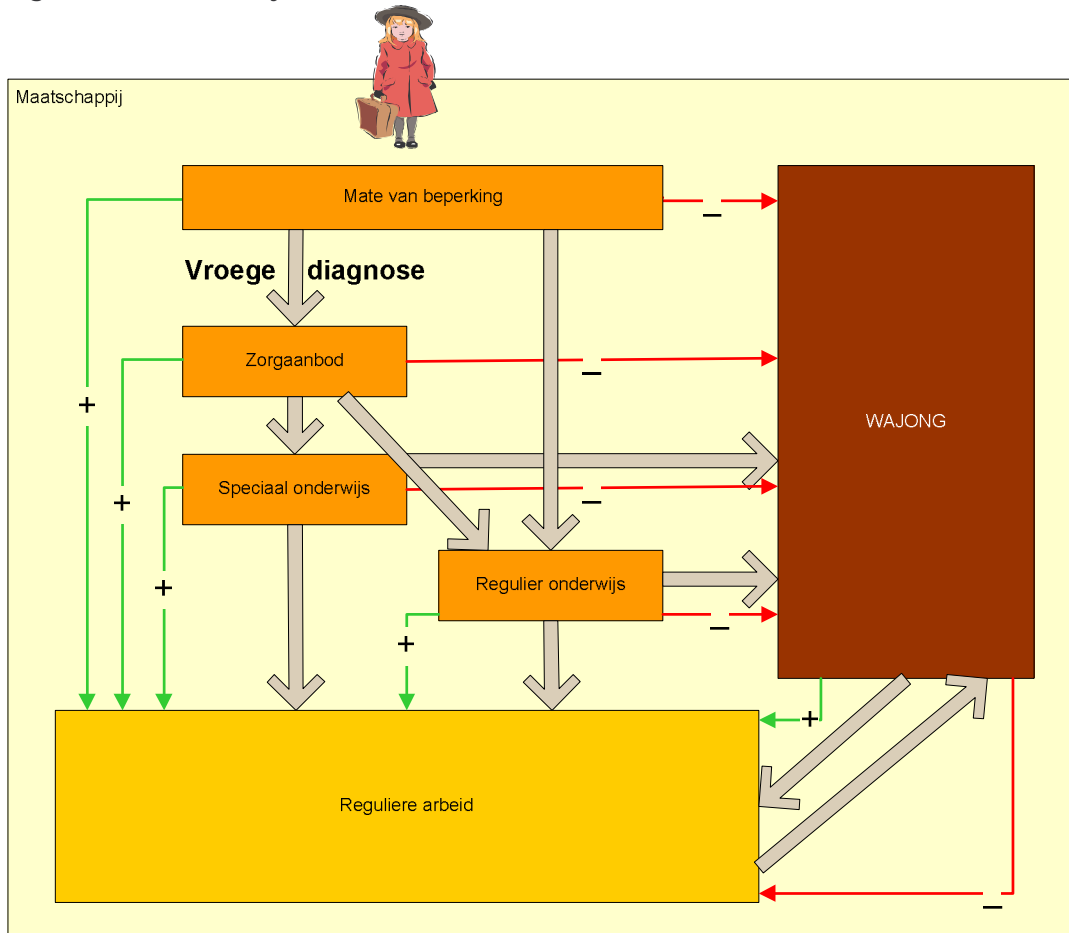 Maatschappij
Mate van beperking
–
Vroege diagnose
Zorgaanbod
–
+
WAJONG
Speciaal onderwijs
–
+
+
Regulier onderwijs
–
+
+
Reguliere arbeid
–